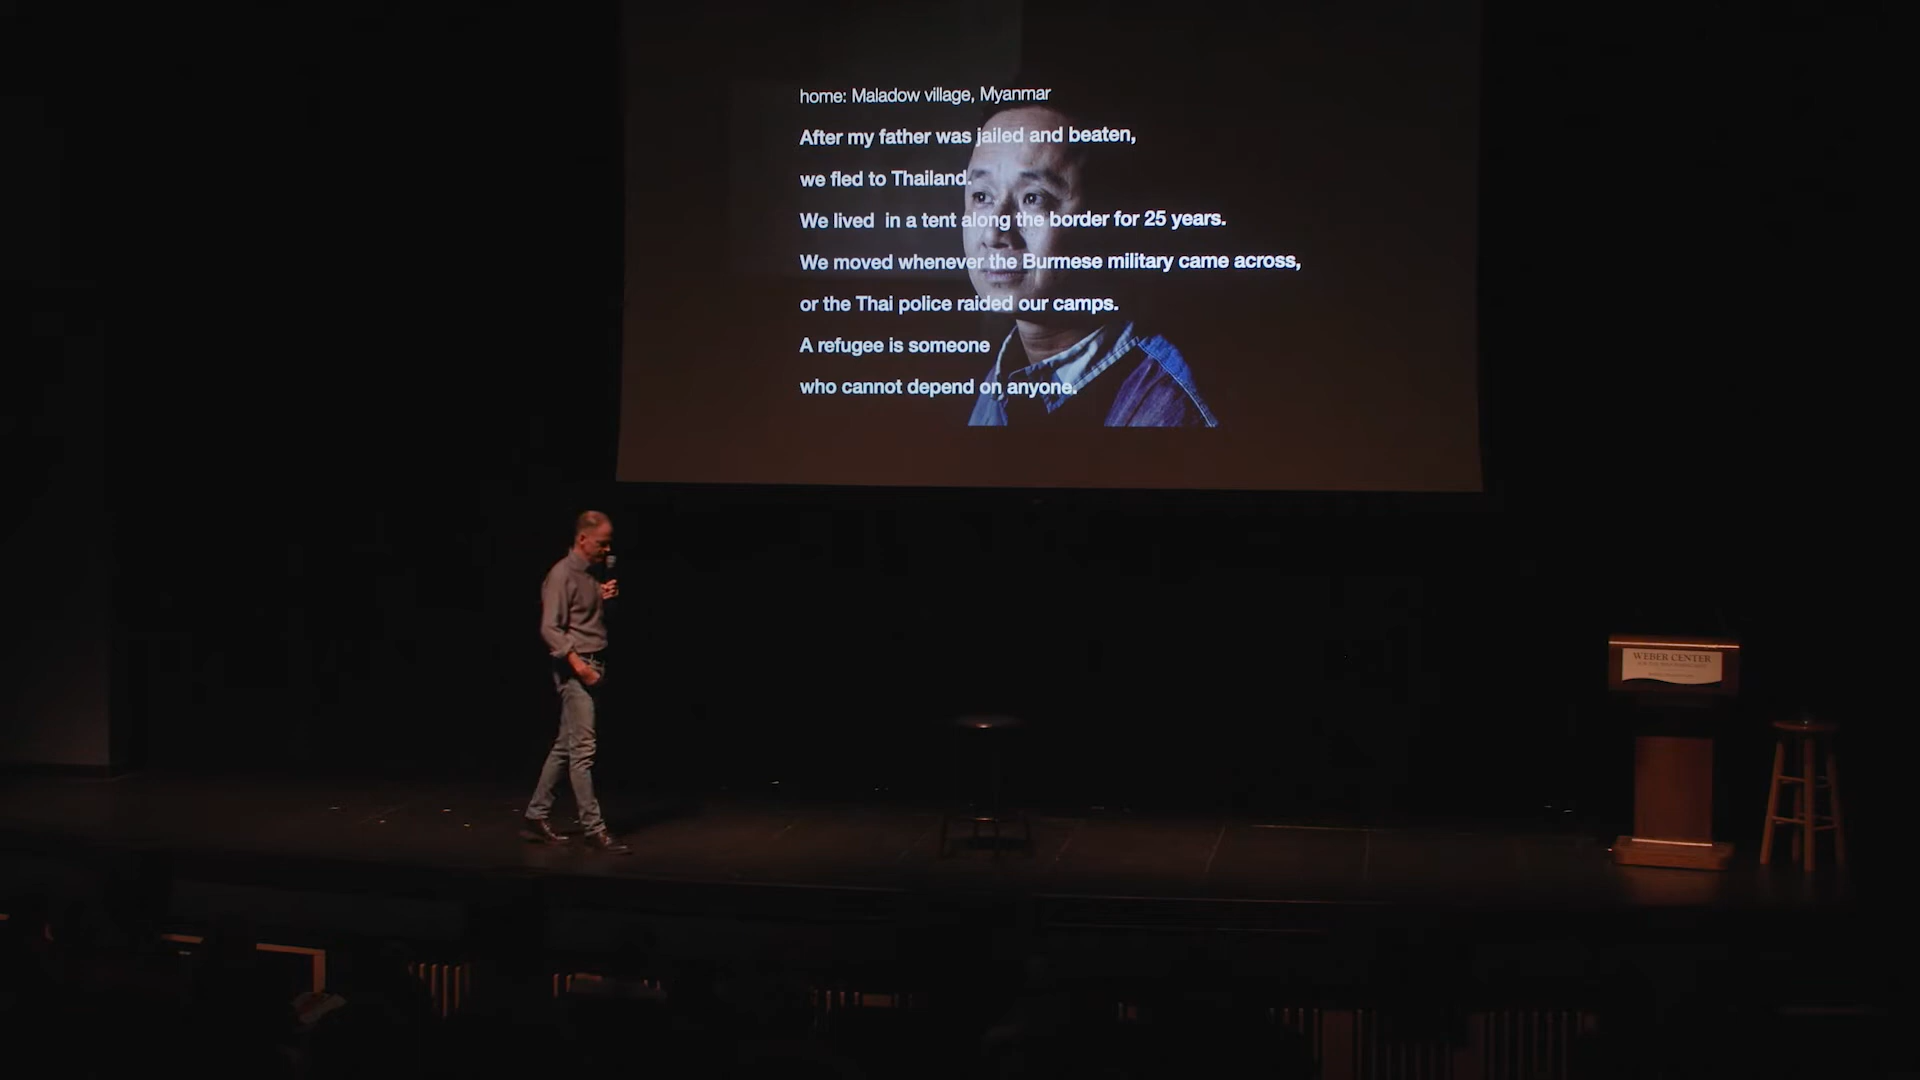 home: Maladow village, Myanmar
After my father was jailed and beaten,
we fled to Thailand.
We lived  in a tent along the border for 25 years.
We moved whenever the Burmese military came across,
or the Thai police raided our camps.
A refugee is someone
who cannot depend on anyone.
WEBER CENTER